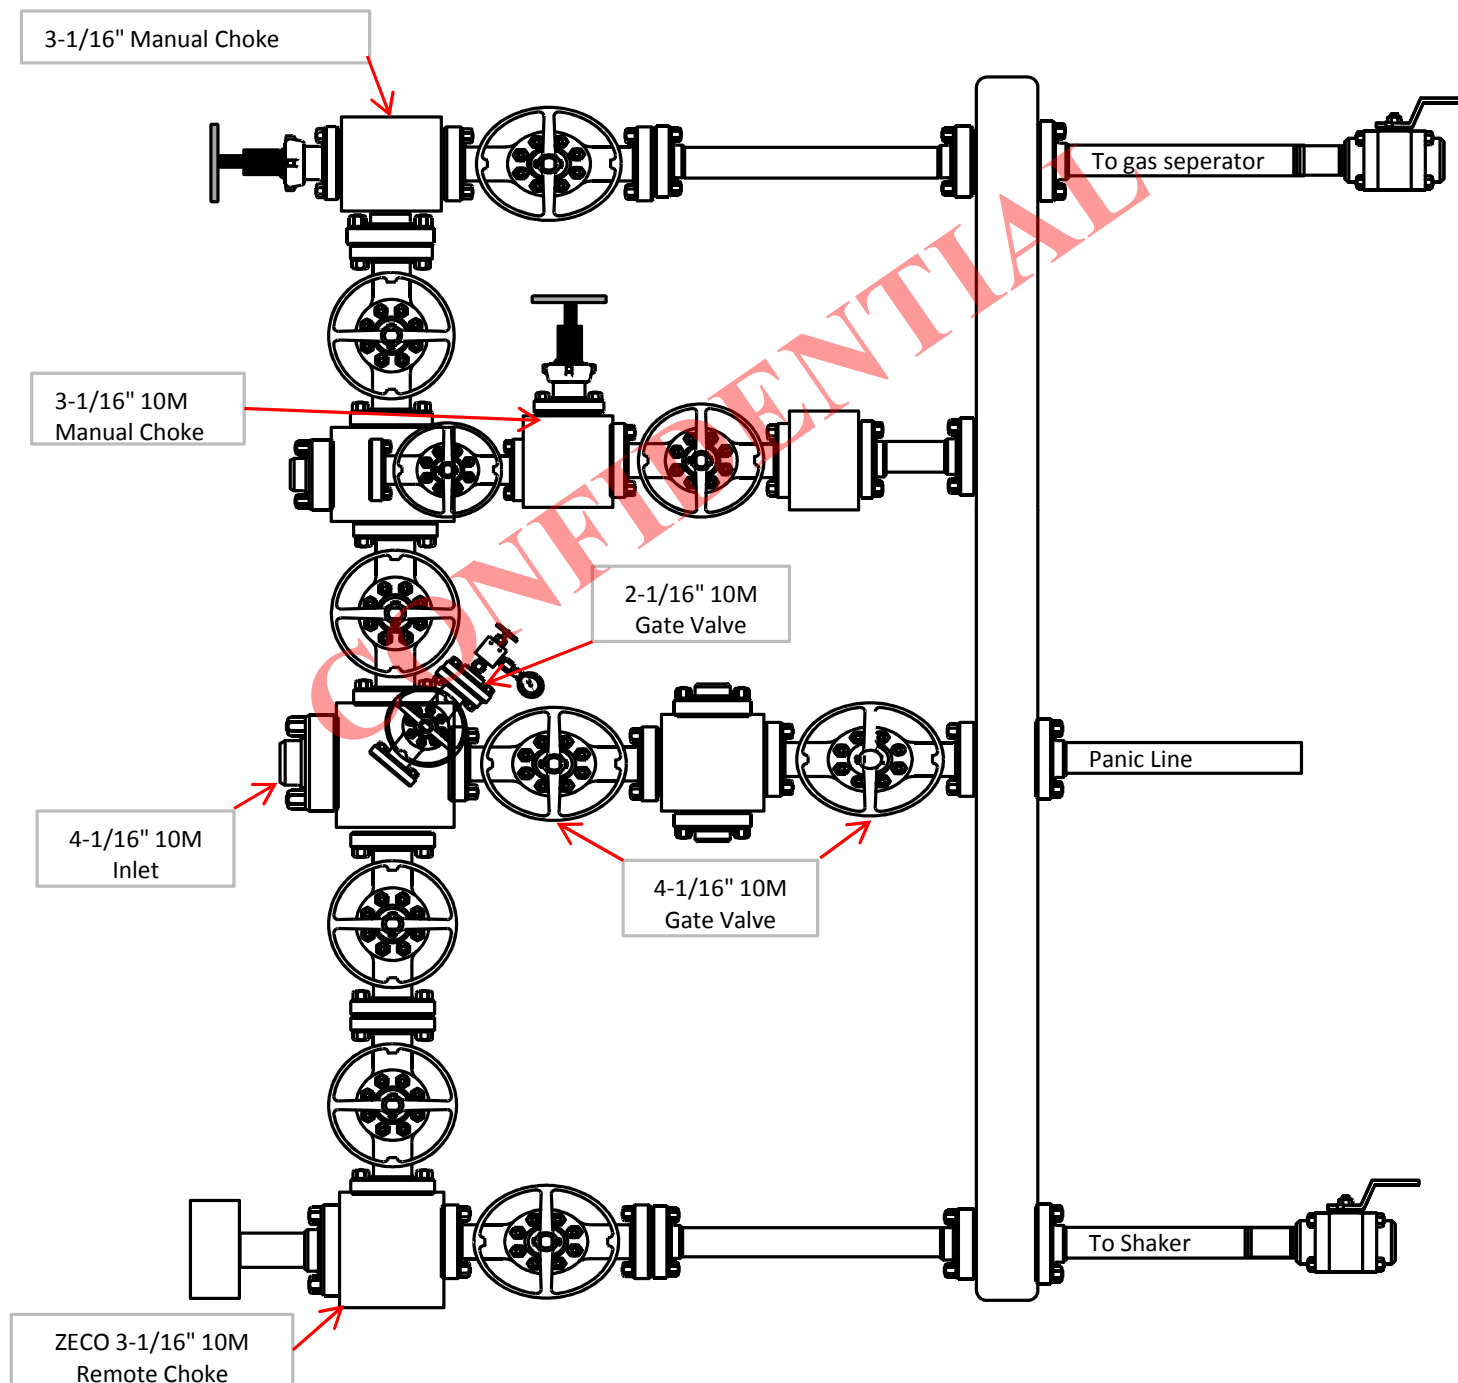 3-1/16" Manual Choke
To gas seperator
3-1/16" 10M
Manual Choke
2-1/16" 10M
Gate Valve
Panic Line
4-1/16" 10M
Inlet
4-1/16" 10M
Gate Valve
To Shaker
ZECO 3-1/16" 10M
Remote Choke
CONFIDENTIAL